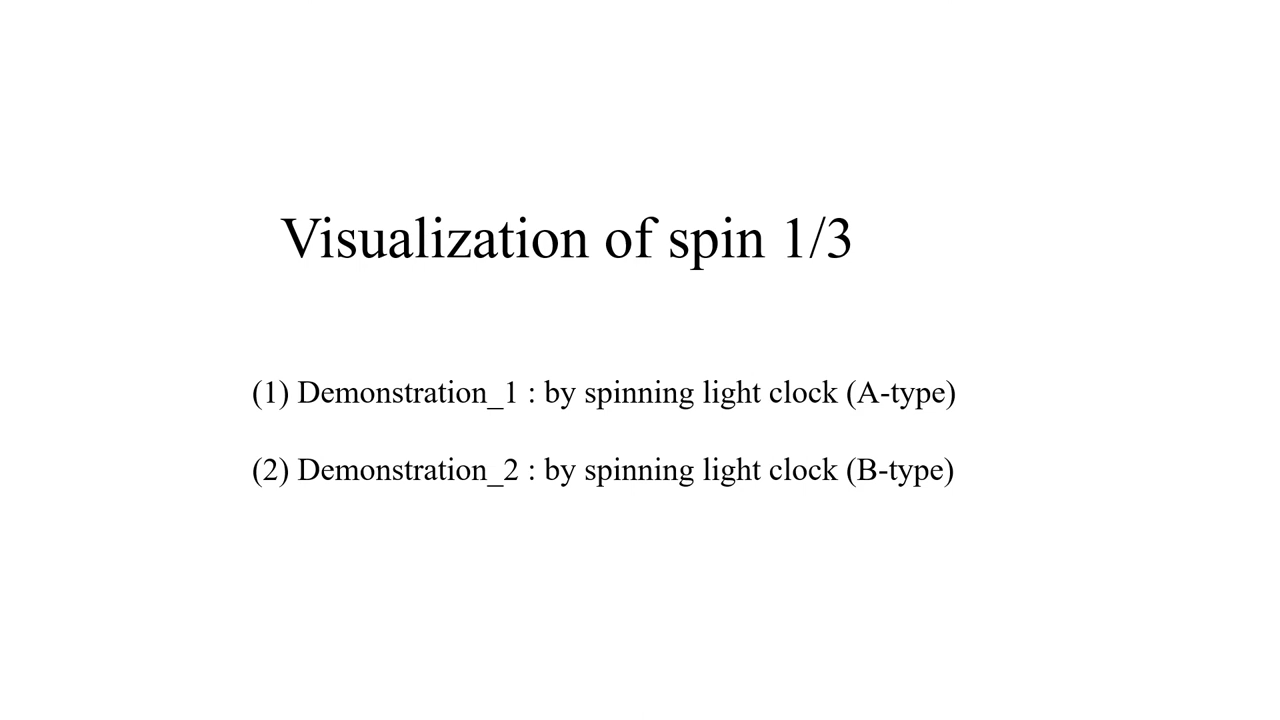 Visualization of spin 1/3
(1) Demonstration_1 : by spinning light clock (A-type)
(2) Demonstration_2 : by spinning light clock (B-type)